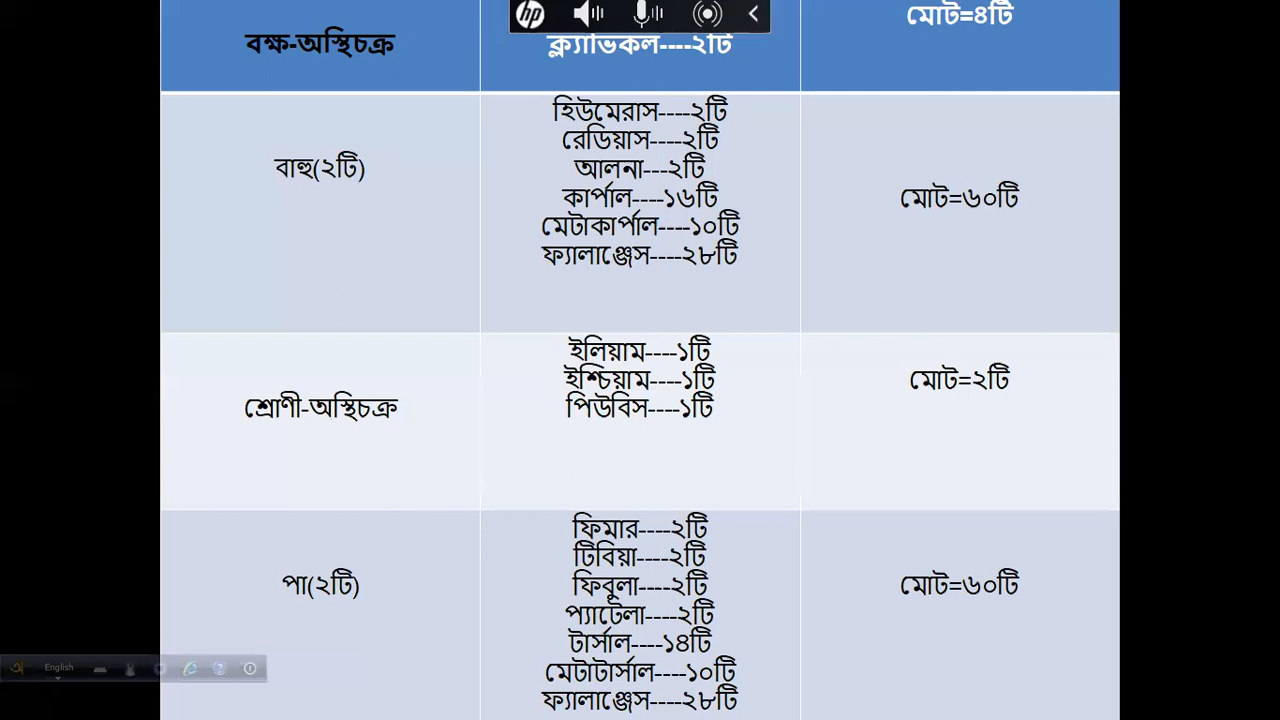 hp
মোট=৪টি
বক্ষ-অস্থিচক্র
ক্ল্যাভিকল----২টি
বাহু(২টি)
হিউমেরাস----২টি
রেডিয়াস----২টি
আলনা---২টি
কার্পাল----১৬টি
মেটাকার্পাল----১০টি
ফ্যালাঞ্জেস----২৮টি
মোট=৬০টি
শ্রোণী-অস্থিচক্র
ইলিয়াম----১টি
ইশ্চিয়াম----১টি
পিউবিস----১টি
মোট=২টি
পা(২টি)
ফিমার----২টি
টিবিয়া----২টি
ফিবুলা----২টি
প্যাটেলা----২টি
টার্সাল----১৪টি
মেটাটার্সাল----১০টি
ফ্যালাঞ্জেস----২৮টি
মোট=৬০টি
অ English